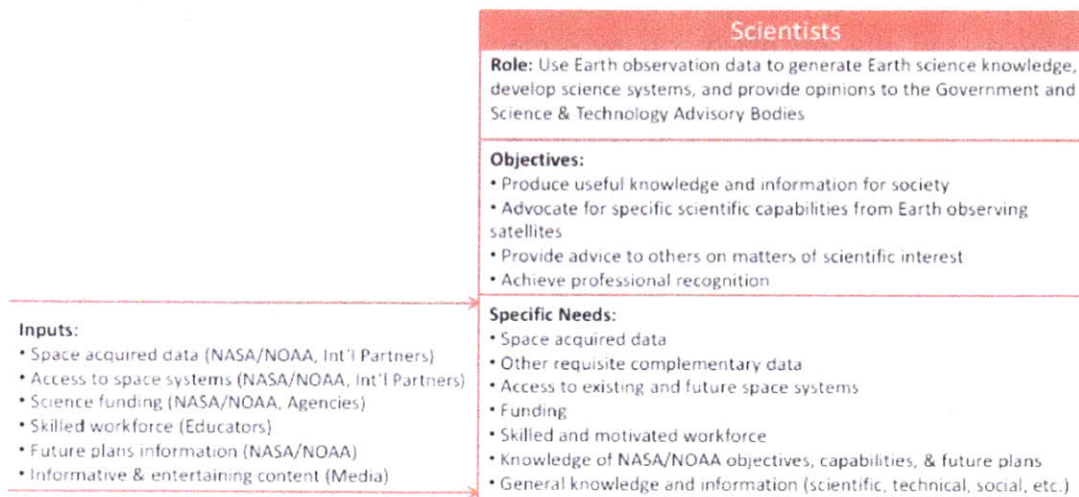 Scientists
Role: Use Earth observation data to generate Earth science knowledge,
develop science systems, and provide opinions to the Government and
Science & Technology Advisory Bodies
Objectives:
• Produce useful knowledge and information for society
• Advocate for specific scientific capabilities from Earth observing
satellites
• Provide advice to others on matters of scientific interest
• Achieve professional recognition
Inputs:
• Space acquired data (NASA/NOAA, Int'l Partners)
• Access to space systems (NASA/NOAA, Int'l Partners)
• Science funding (NASA/NOAA, Agencies)
• Skilled workforce (Educators)
• Future plans information (NASA/NOAA)
• Informative & entertaining content (Media)
Specific Needs:
• Space acquired data
• Other requisite complementary data
• Access to existing and future space systems
• Funding
• Skilled and motivated workforce
• Knowledge of NASA/NOAA objectives, capabilities, & future plans
• General knowledge and information (scientific, technical, social, etc.)